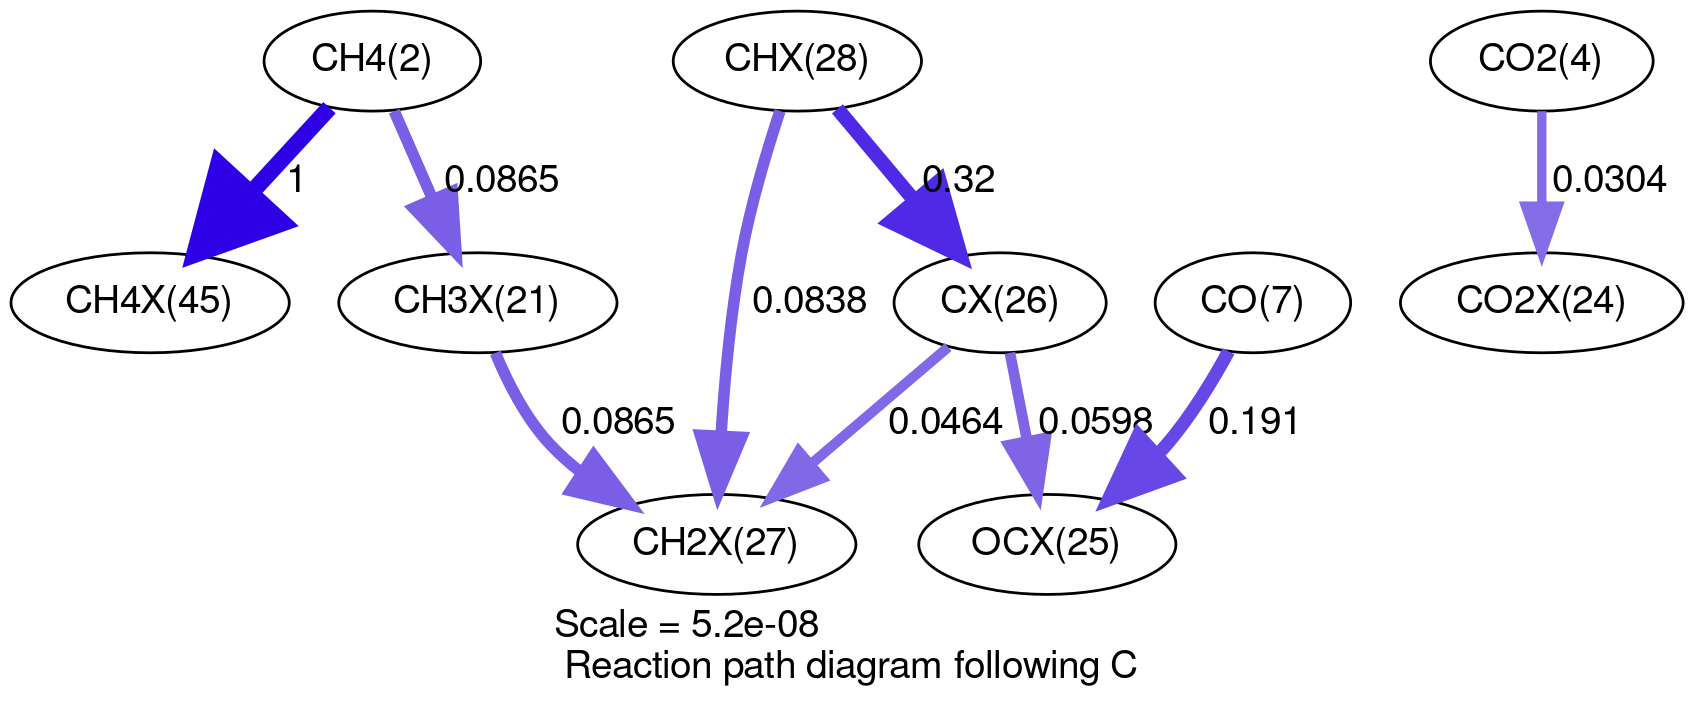 CH4(2)
CHX(28)
CO2(4)
1
0.0865
0.32
0.0304
CH4X(45)
CH3X(21)
0.0838
CX(26)
CO(7)
CO2X(24)
0.0865
0.0464
0.0598
0.191
CH2X(27)
OCX(25)
Scale = 5.2e-08
Reaction path diagram following C